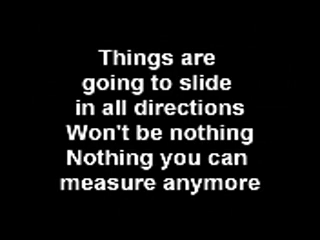 Things are
going to slide
in all directions
Won't be nothing
Nothing you can
measure anymore